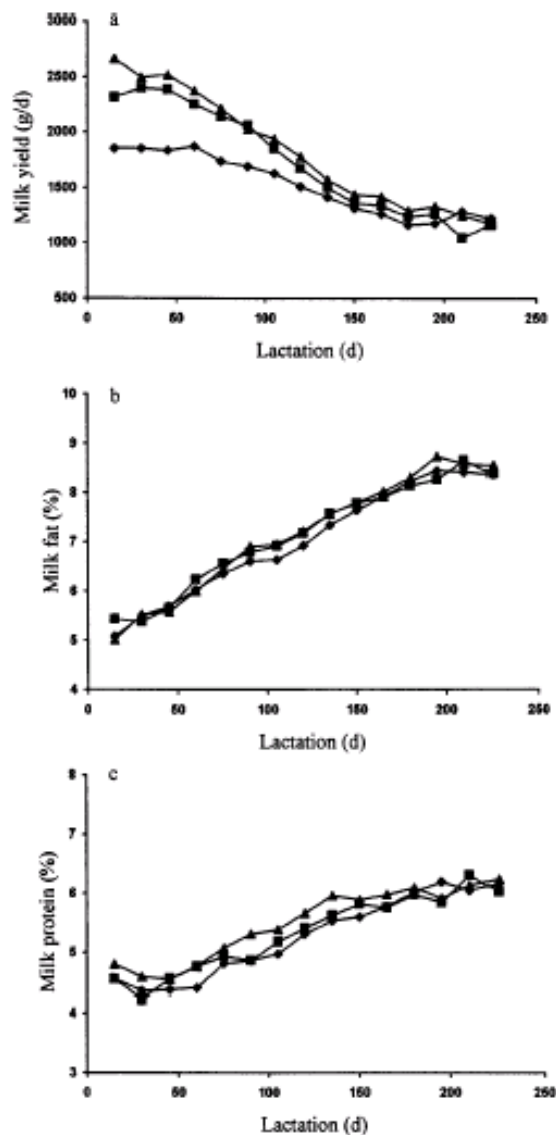 a
3000
2500
2000
1500
1000
500
Milk yield (g/d)
0 50 100 150 200 250
Lactation (d)
b
10
9
8
7
6
5
4
Milk fat (%)
0 50 100 150 200 250
Lactation (d)
c
8
7
6
5
4
3
Milk protein (%)
0 50 100 150 200 250
Lactation (d)